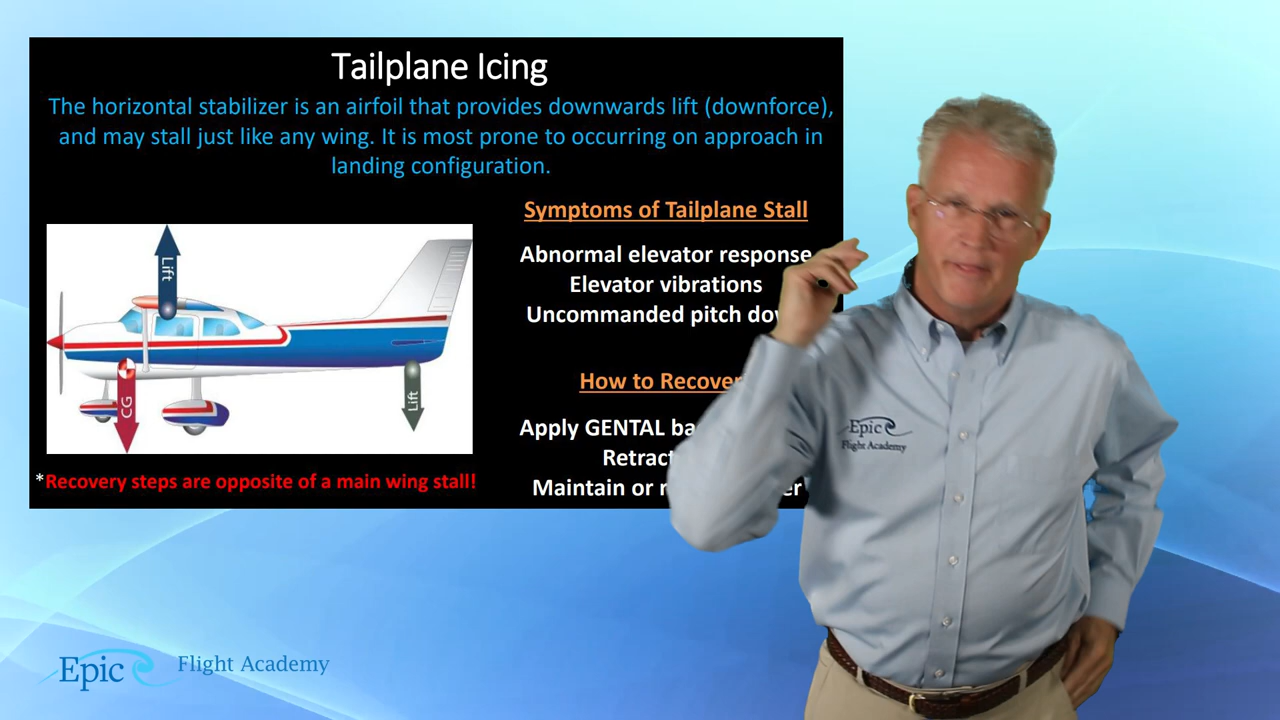 Tailplane Icing
The horizontal stabilizer is an airfoil that provides downwards lift (downforce),
and may stall just like any wing. It is most prone to occurring on approach in
landing configuration.
Symptoms of Tailplane Stall
Abnormal elevator response
Elevator vibrations
Uncommanded pitch
How to Recover
Apply GENTAL
Retract
Maintain or
Lift
CG
Lift
*Recovery steps are opposite of a main wing stall!
Epic
Flight Academy
Epic Flight Academy